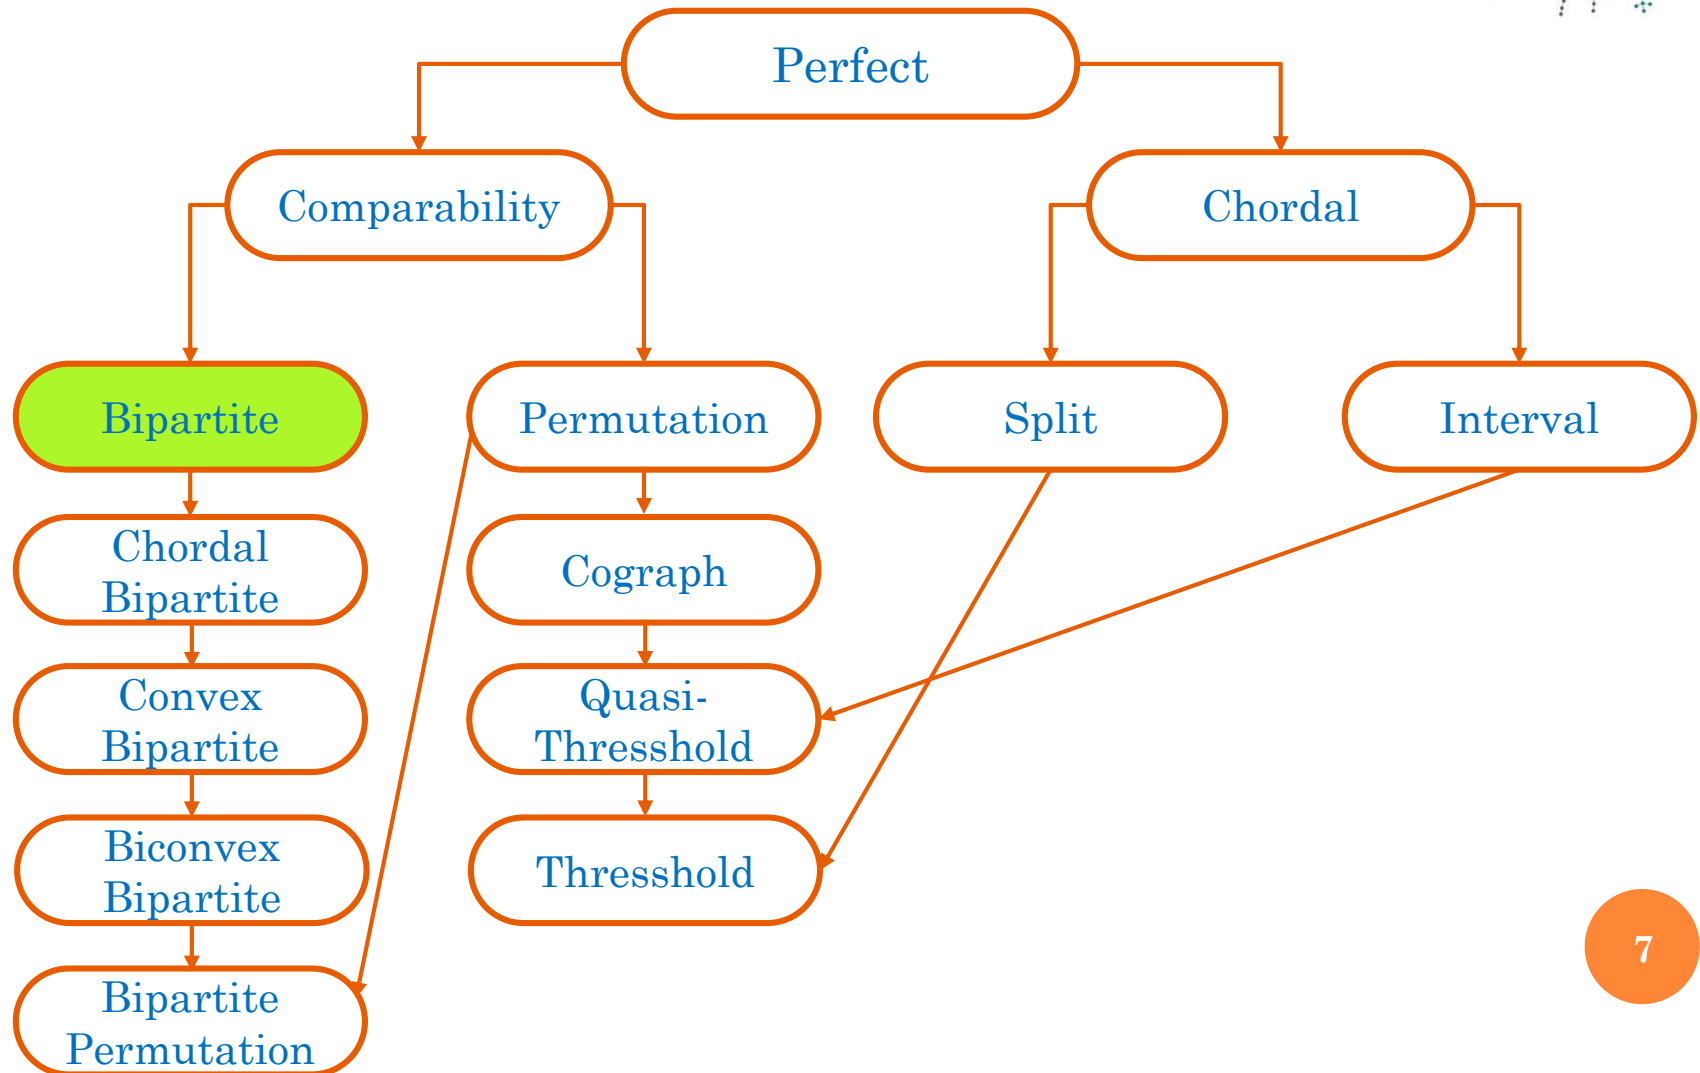 Perfect
Comparability
Chordal
Bipartite
Permutation
Split
Interval
Chordal
Bipartite
Cograph
Convex
Bipartite
Quasi-
Thresshold
Biconvex
Bipartite
Thresshold
Bipartite
Permutation
7